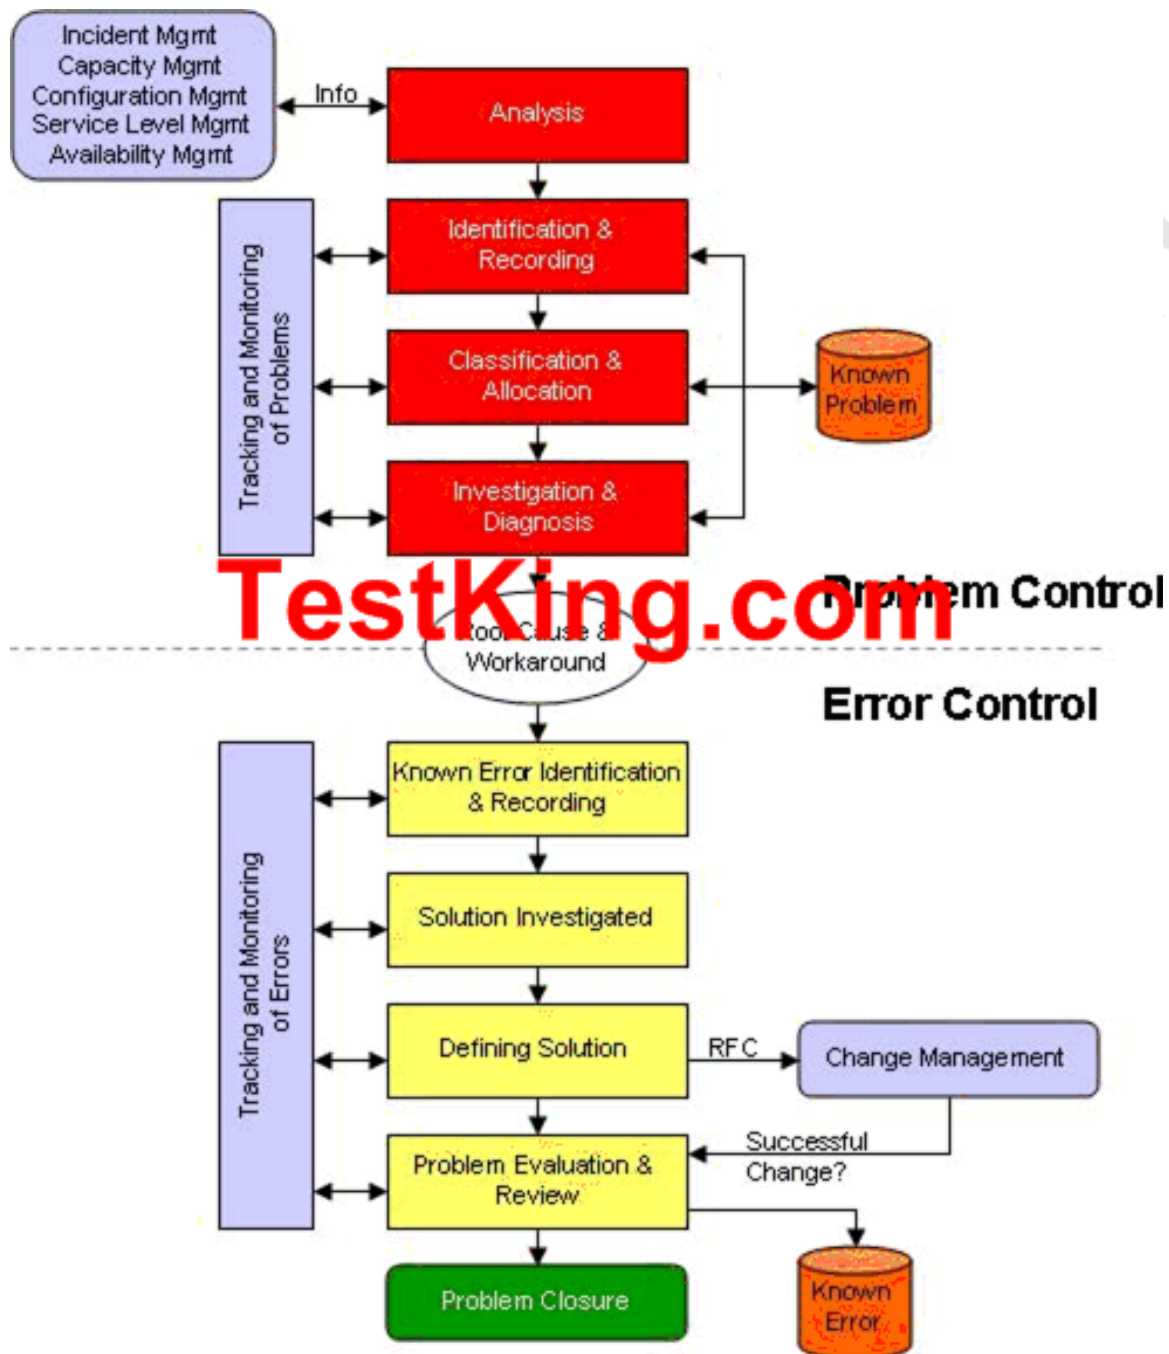 Incident Mgmt
Capacity Mgmt
Configuration Mgmt
Service Level Mgmt
Availability Mgmt
Info
Analysis
Tracking and Monitoring
of Problems
Identification &
Recording
Classification &
Allocation
Known
Problem
Investigation &
Diagnosis
TestKing.com
Problem Control
Root Cause &
Workaround
Error Control
Tracking and Monitoring
of Errors
Known Error Identification
& Recording
Solution Investigated
Defining Solution
RFC
Change Management
Successful
Change?
Problem Evaluation &
Review
Problem Closure
Known
Error